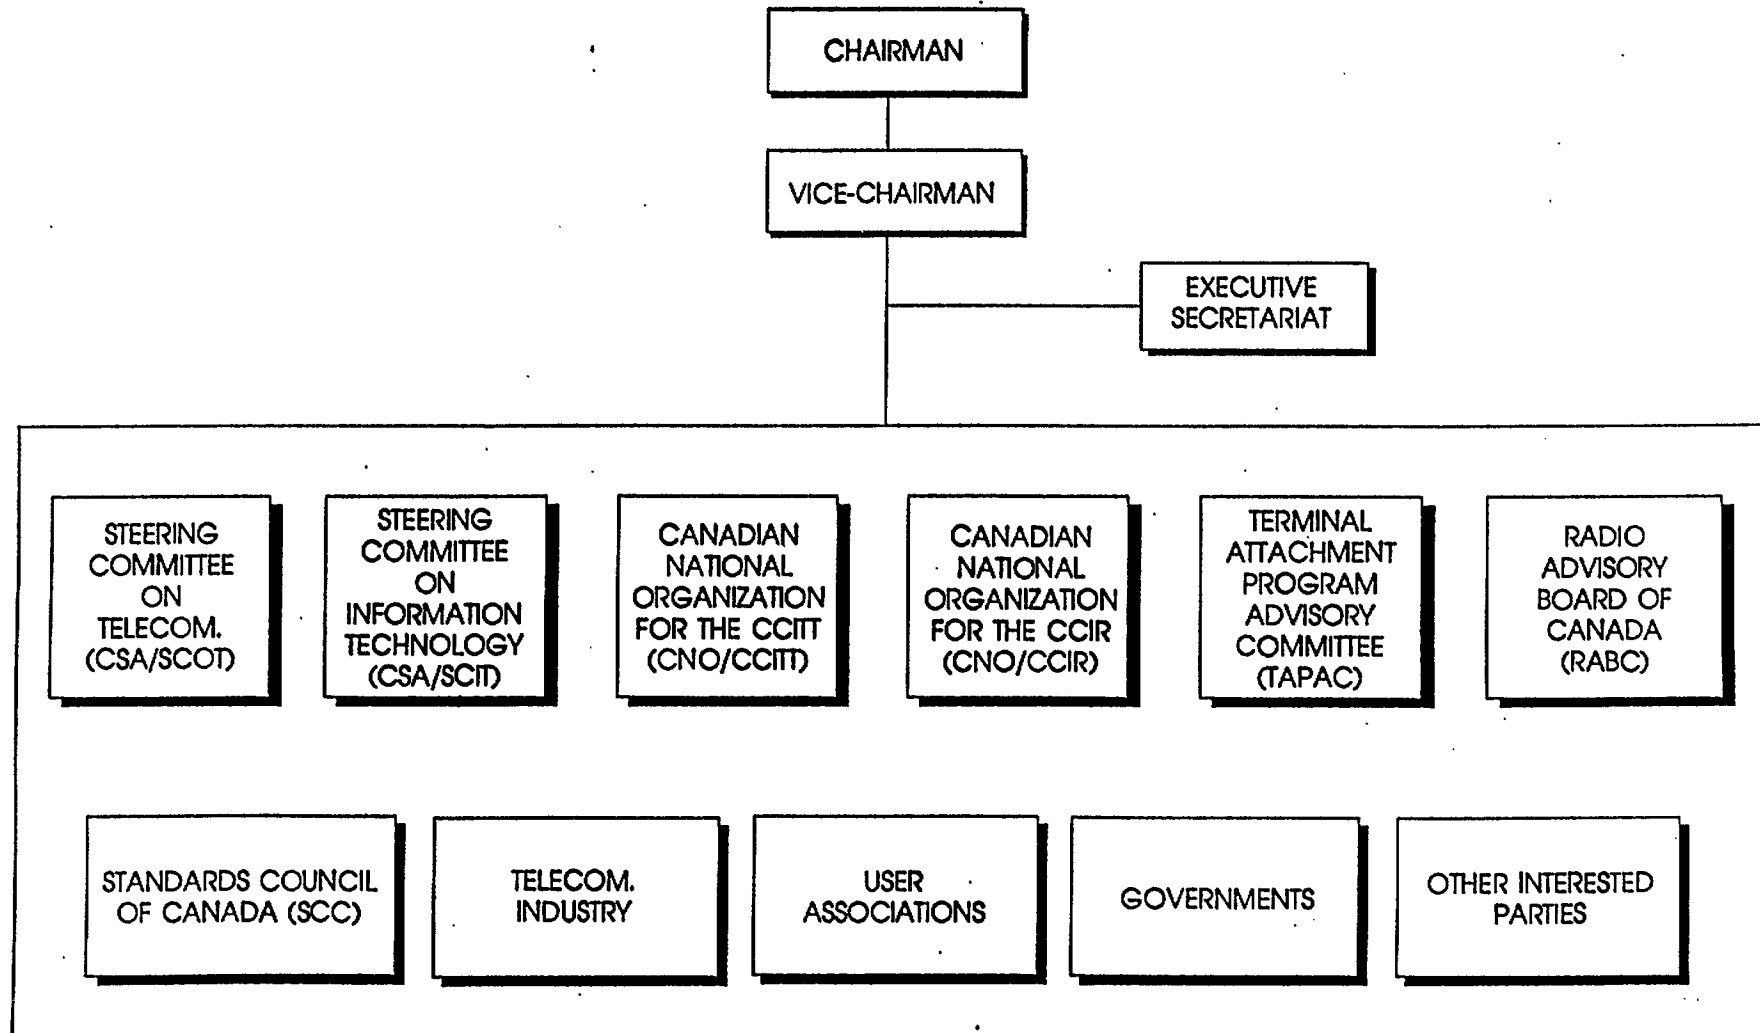 CHAIRMAN
VICE-CHAIRMAN
EXECUTIVE
SECRETARIAT
STEERING
COMMITTEE
ON
TELECOM.
(CSA/SCOT)
STEERING
COMMITTEE
ON
INFORMATION
TECHNOLOGY
(CSA/SCIT)
CANADIAN
NATIONAL
ORGANIZATION
FOR THE CCITT
(CNO/CCITT)
CANADIAN
NATIONAL
ORGANIZATION
FOR THE CCIR
(CNO/CCIR)
TERMINAL
ATTACHMENT
PROGRAM
ADVISORY
COMMITTEE
(TAPAC)
RADIO
ADVISORY
BOARD OF
CANADA
(RABC)
STANDARDS COUNCIL
OF CANADA (SCC)
TELECOM.
INDUSTRY
USER
ASSOCIATIONS
GOVERNMENTS
OTHER INTERESTED
PARTIES